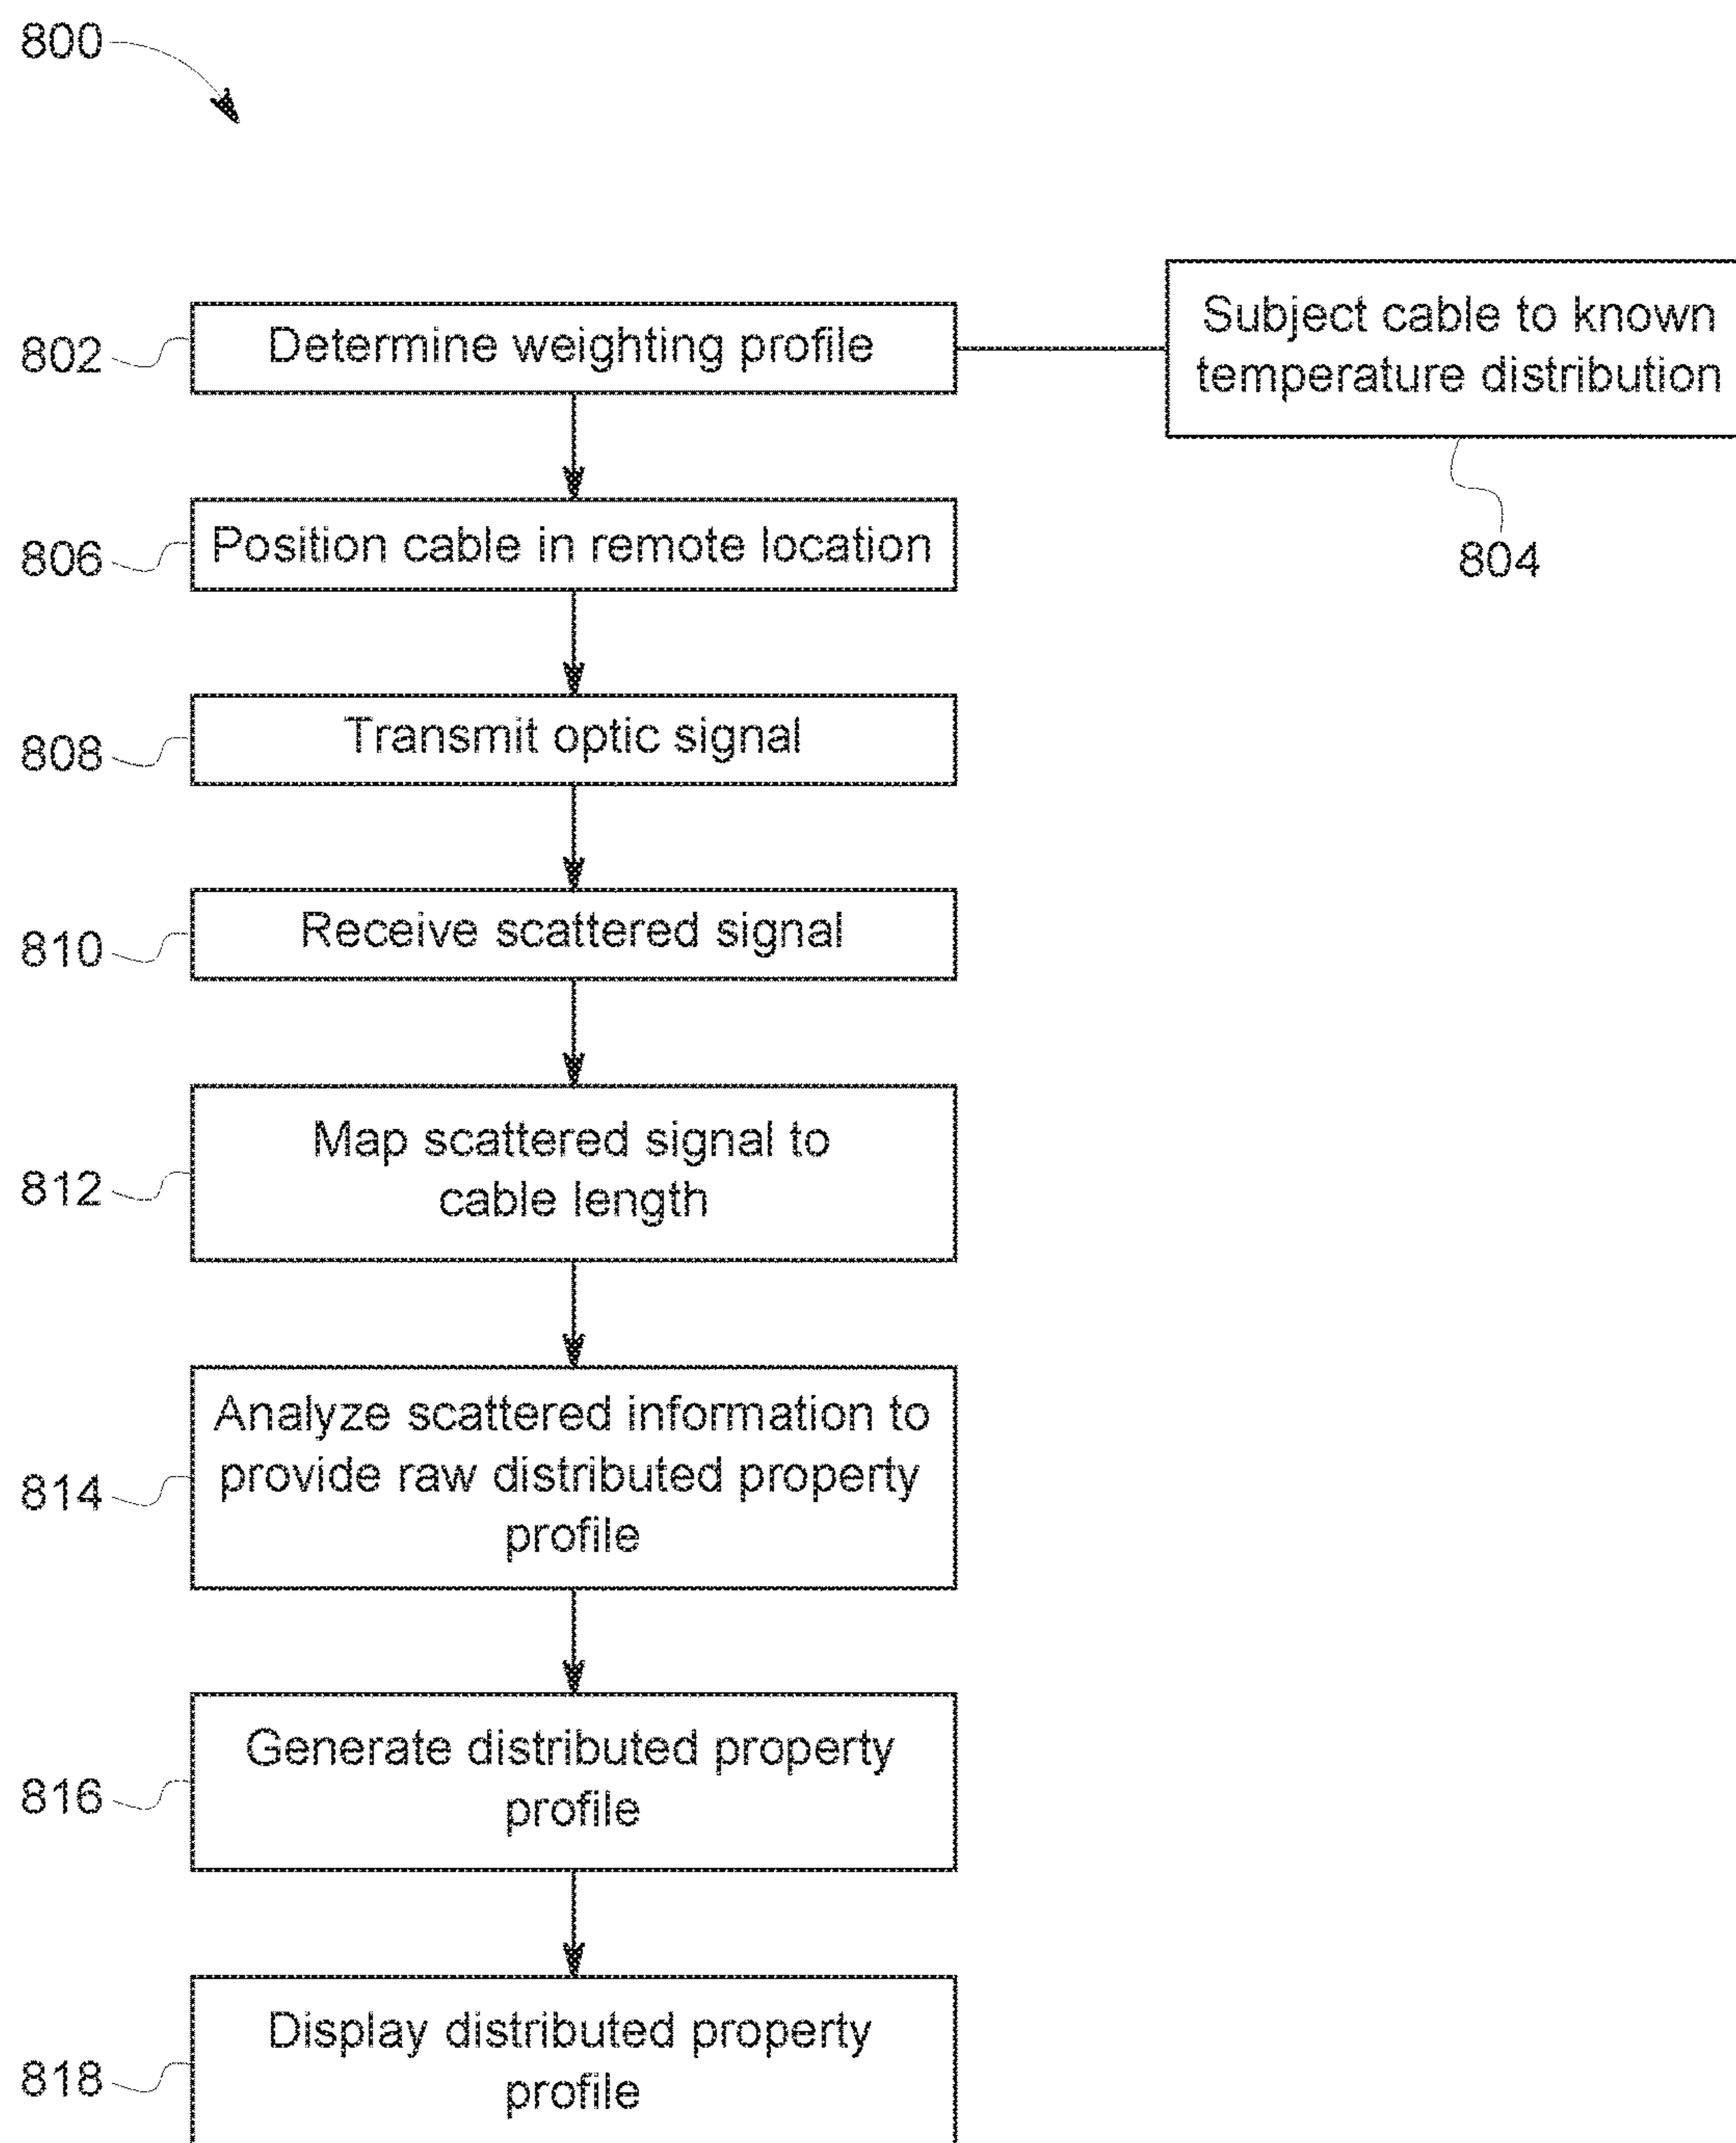 800
802
Determine weighting profile
Subject cable to known
temperature distribution
804
806
Position cable in remote location
808
Transmit optic signal
810
Receive scattered signal
812
Map scattered signal to
cable length
814
Analyze scattered information to
provide raw distributed property
profile
816
Generate distributed property
profile
818
Display distributed property
profile